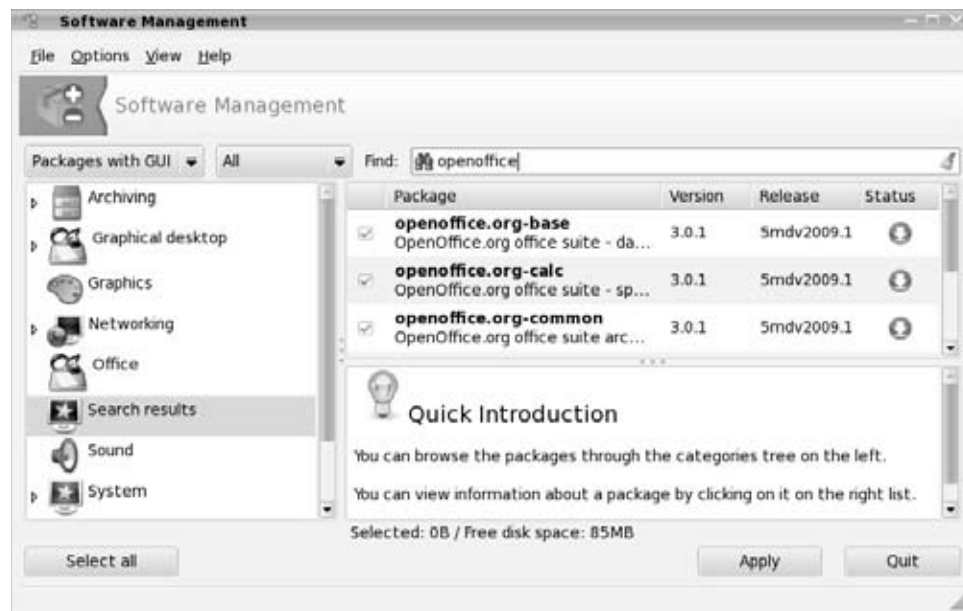 Software Management
File Options View Help
Software Management
Packages with GUI All Find: openoffice
Archiving
Graphical desktop
Graphics
Networking
Office
Search results
Sound
System
Package Version Release Status
openoffice.org-base 3.0.1 5mdv2009.1
OpenOffice.org office suite - da...
openoffice.org-calc 3.0.1 5mdv2009.1
OpenOffice.org office suite - sp...
openoffice.org-common 3.0.1 5mdv2009.1
OpenOffice.org office suite arc...
Quick Introduction
You can browse the packages through the categories tree on the left.
You can view information about a package by clicking on it on the right list.
Selected: 0B / Free disk space: 85MB
Select all Apply Quit